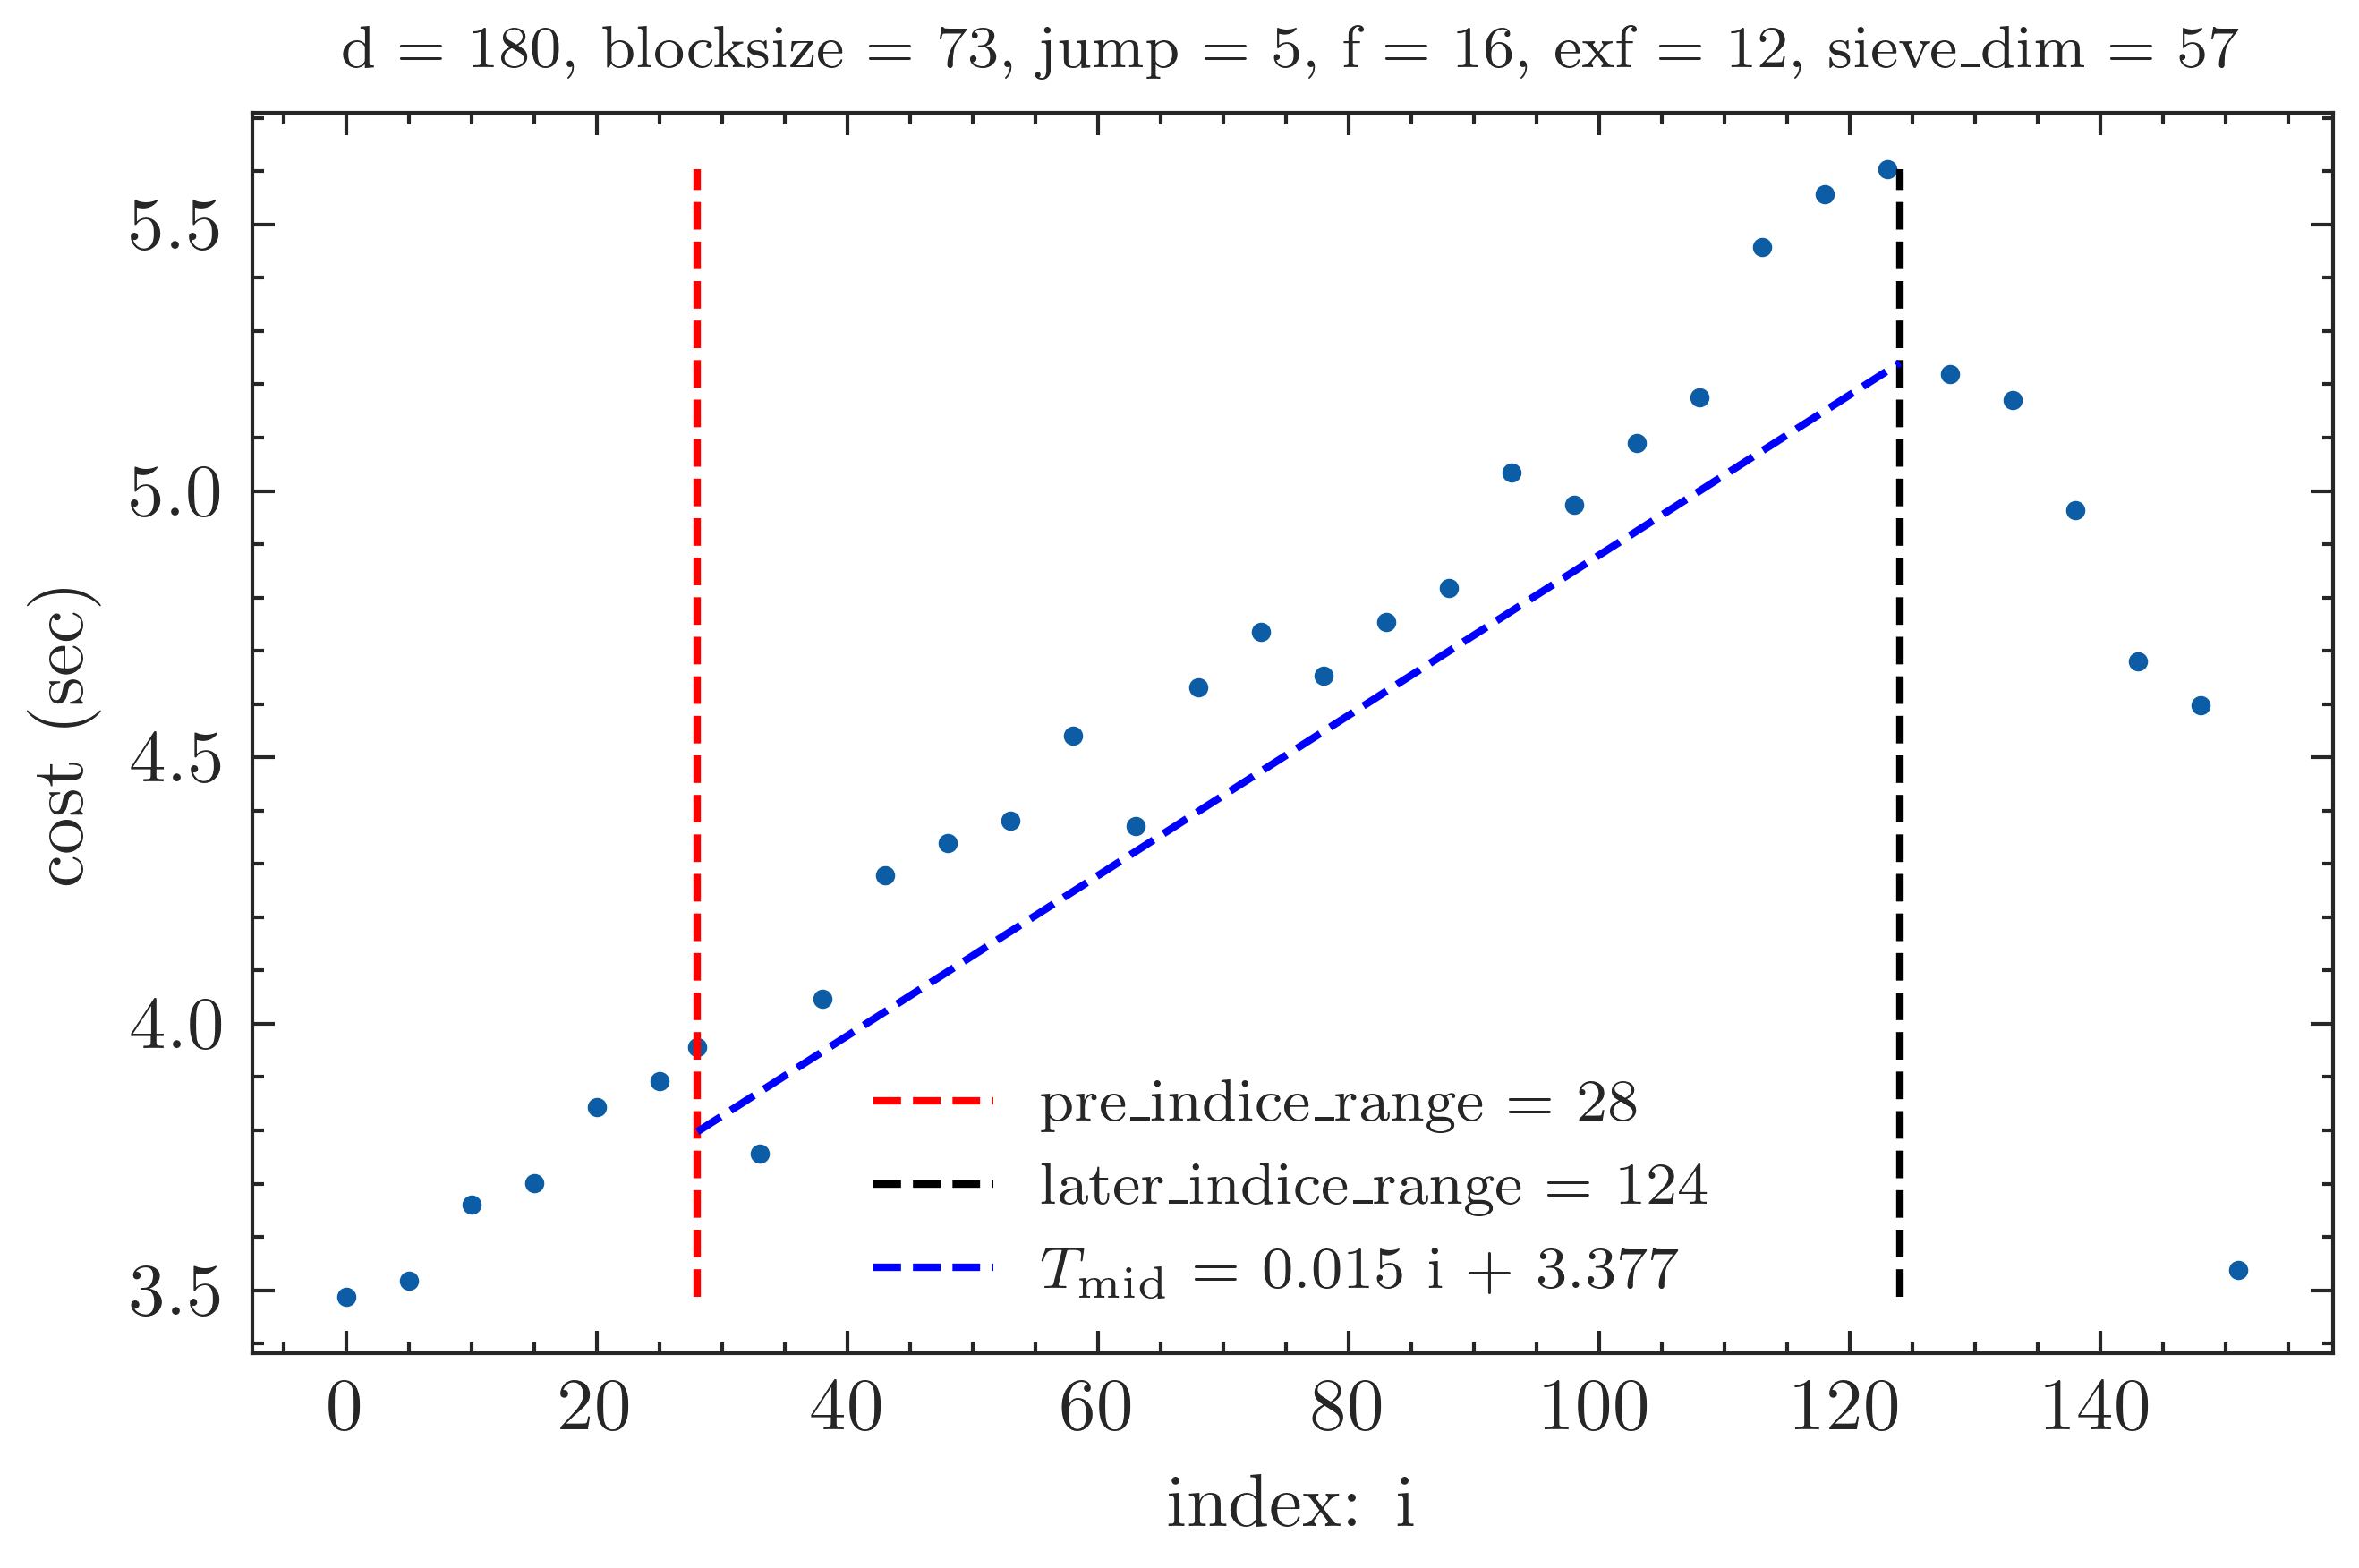 d = 180, blocksize = 73, jump = 5, f = 16, exf = 12, sieve_dim = 57
cost (sec)
5.5
5.0
4.5
4.0
3.5
pre_indice_range = 28
later_indice_range = 124
T_mid = 0.015 i + 3.377
0 20 40 60 80 100 120 140
index: i